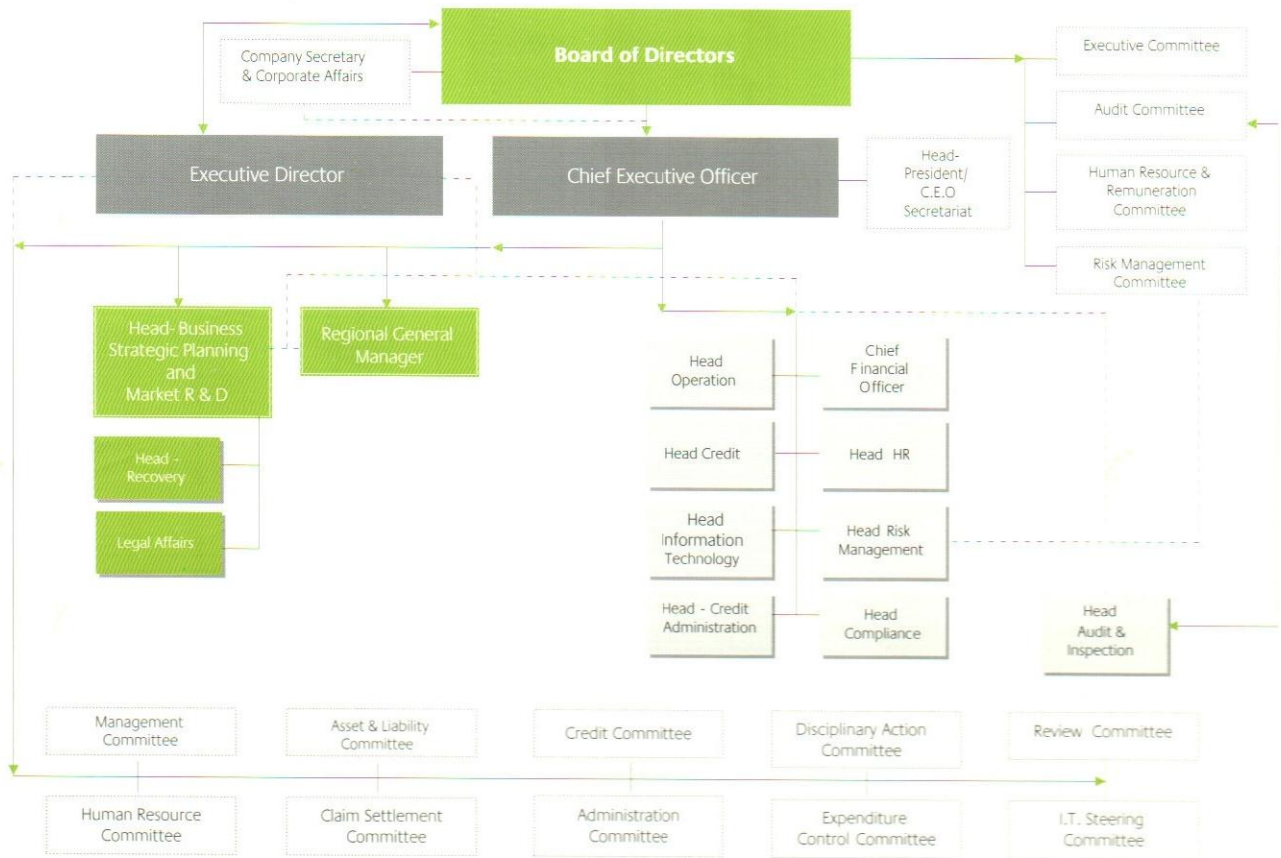 Board of Directors
Company Secretary
& Corporate Affairs
Executive Committee
Audit Committee
Human Resource &
Remuneration
Committee
Risk Management
Committee
Executive Director
Chief Executive Officer
Head-
President/
C.E.O
Secretariat
Head- Business
Strategic Planning
and
Market R & D
Regional General
Manager
Head -
Recovery
Legal Affairs
Head
Operation
Chief
Financial
Officer
Head Credit
Head HR
Head
Information
Technology
Head Risk
Management
Head - Credit
Administration
Head
Compliance
Head
Audit &
Inspection
Management
Committee
Asset & Liability
Committee
Credit Committee
Disciplinary Action
Committee
Review Committee
Human Resource
Committee
Claim Settlement
Committee
Administration
Committee
Expenditure
Control Committee
I.T. Steering
Committee